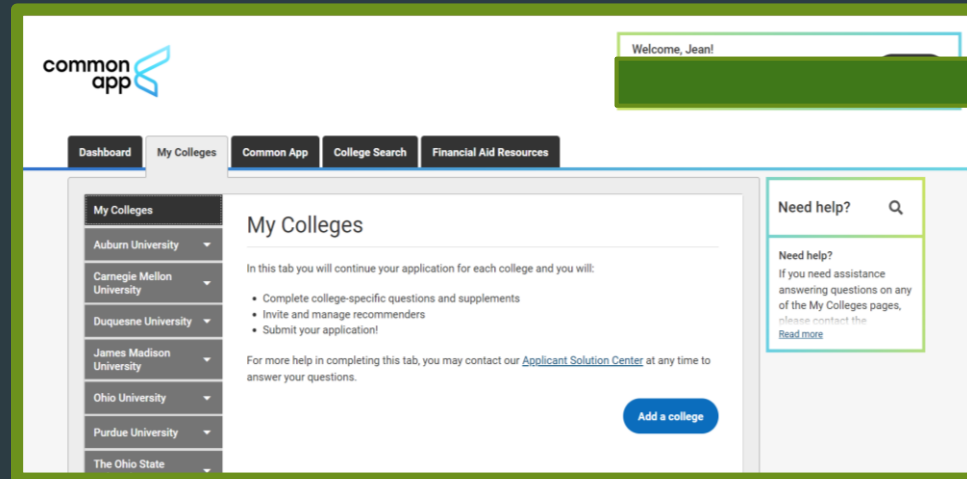 common
app
Welcome, Jean!
Dashboard
My Colleges
Common App
College Search
Financial Aid Resources
My Colleges
Auburn University
Carnegie Mellon
University
Duquesne University
James Madison
University
Ohio University
Purdue University
The Ohio State
My Colleges
In this tab you will continue your application for each college and you will:
• Complete college-specific questions and supplements
• Invite and manage recommenders
• Submit your application!
For more help in completing this tab, you may contact our Applicant Solution Center at any time to
answer your questions.
Add a college
Need help?
Need help?
If you need assistance
answering questions on any
of the My Colleges pages,
please contact the
Read more